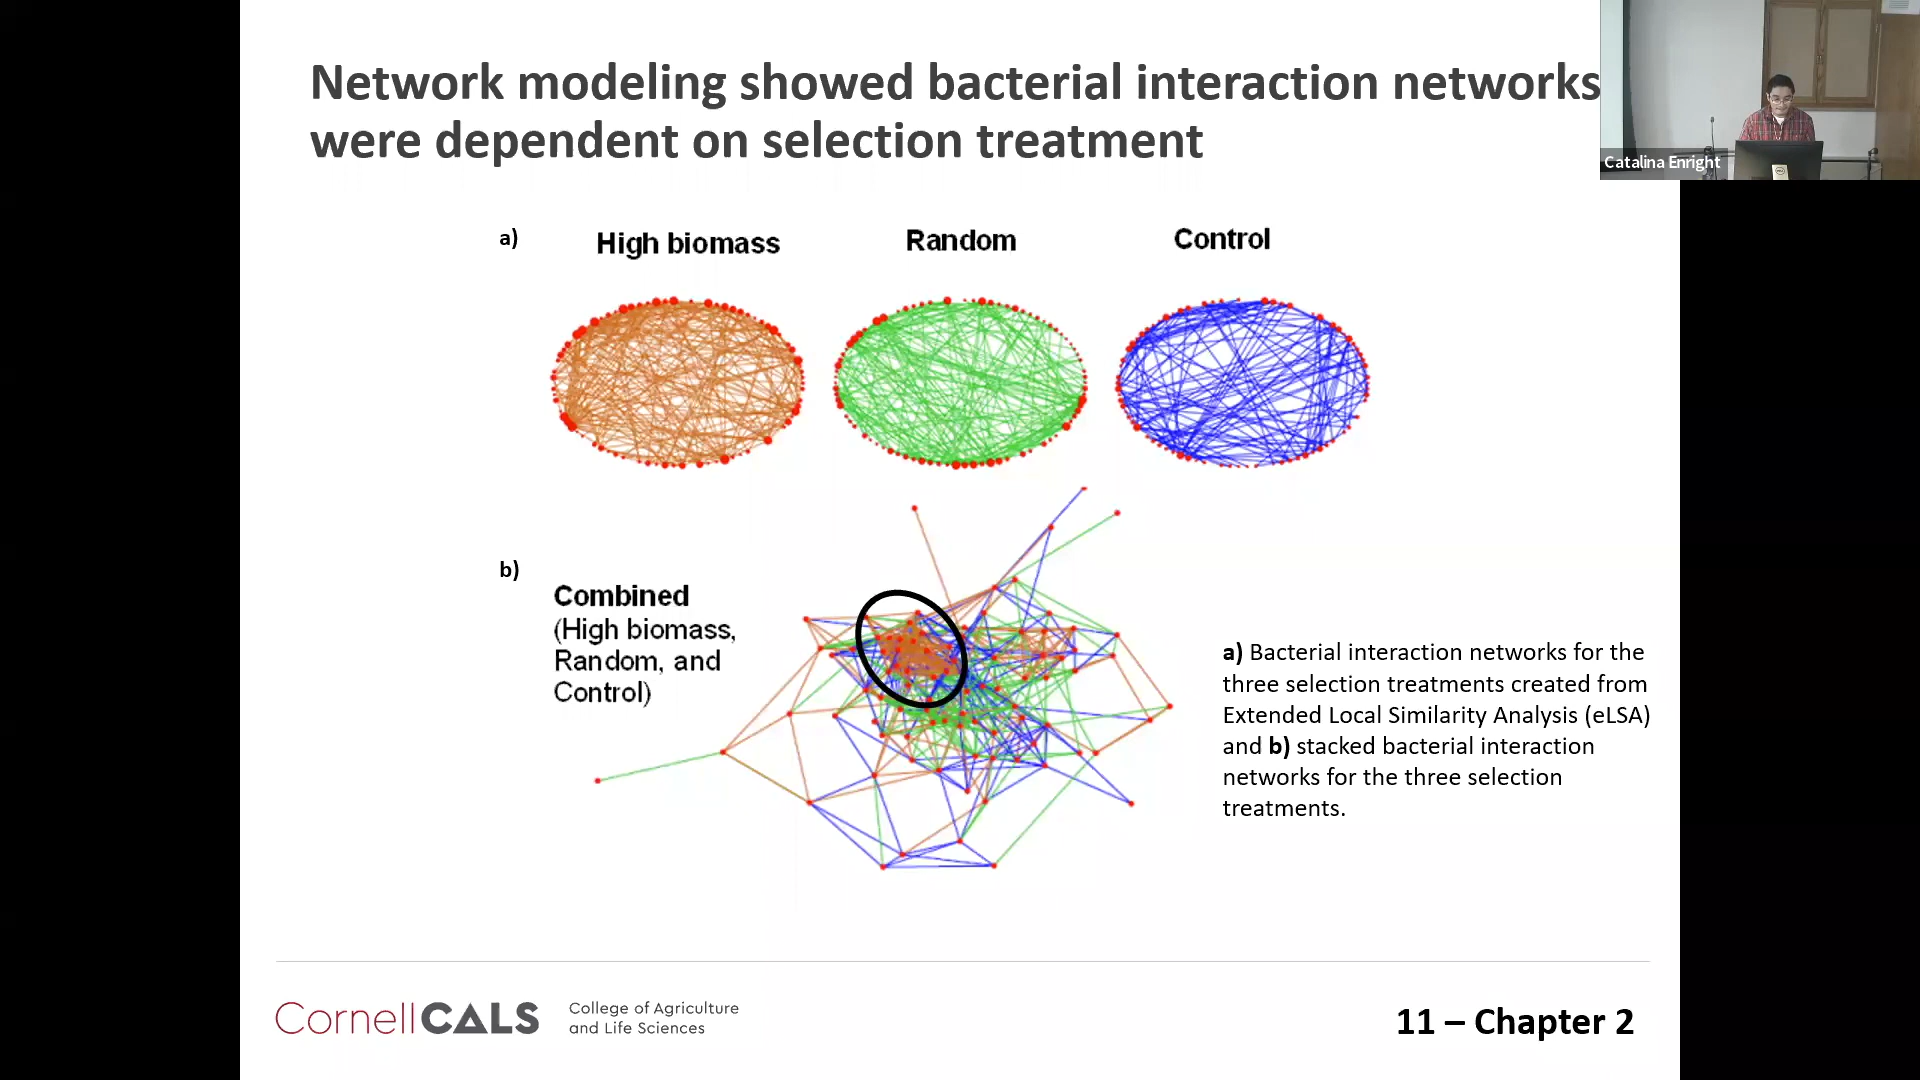 Network modeling showed bacterial interaction networks
were dependent on selection treatment
Catalina Enright
a)
High biomass
Random
Control
b)
Combined
(High biomass,
Random, and
Control)
a) Bacterial interaction networks for the
three selection treatments created from
Extended Local Similarity Analysis (eLSA)
and b) stacked bacterial interaction
networks for the three selection
treatments.
CornellCALS
College of Agriculture
and Life Sciences
11 – Chapter 2